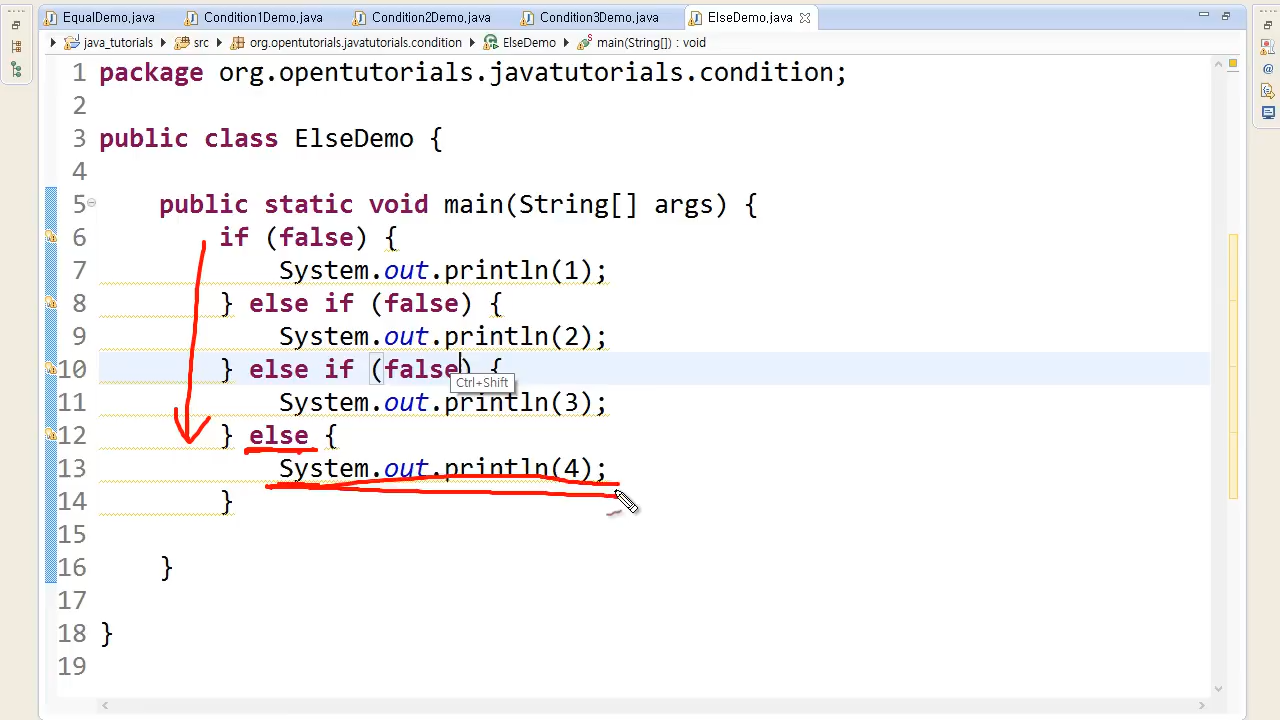 EqualDemo.java Condition1Demo.java Condition2Demo.java Condition3Demo.java ElseDemo.java
java_tutorials src org.opentutorials.javatutorials.condition ElseDemo main(String[]) : void
1 package org.opentutorials.javatutorials.condition;
2
3 public class ElseDemo {
4
5 public static void main(String[] args) {
6 if (false) {
7 System.out.println(1);
8 } else if (false) {
9 System.out.println(2);
10 } else if (false) {
Ctrl+Shift
11 System.out.println(3);
12 } else {
13 System.out.println(4);
14 }
15
16 }
17
18 }
19